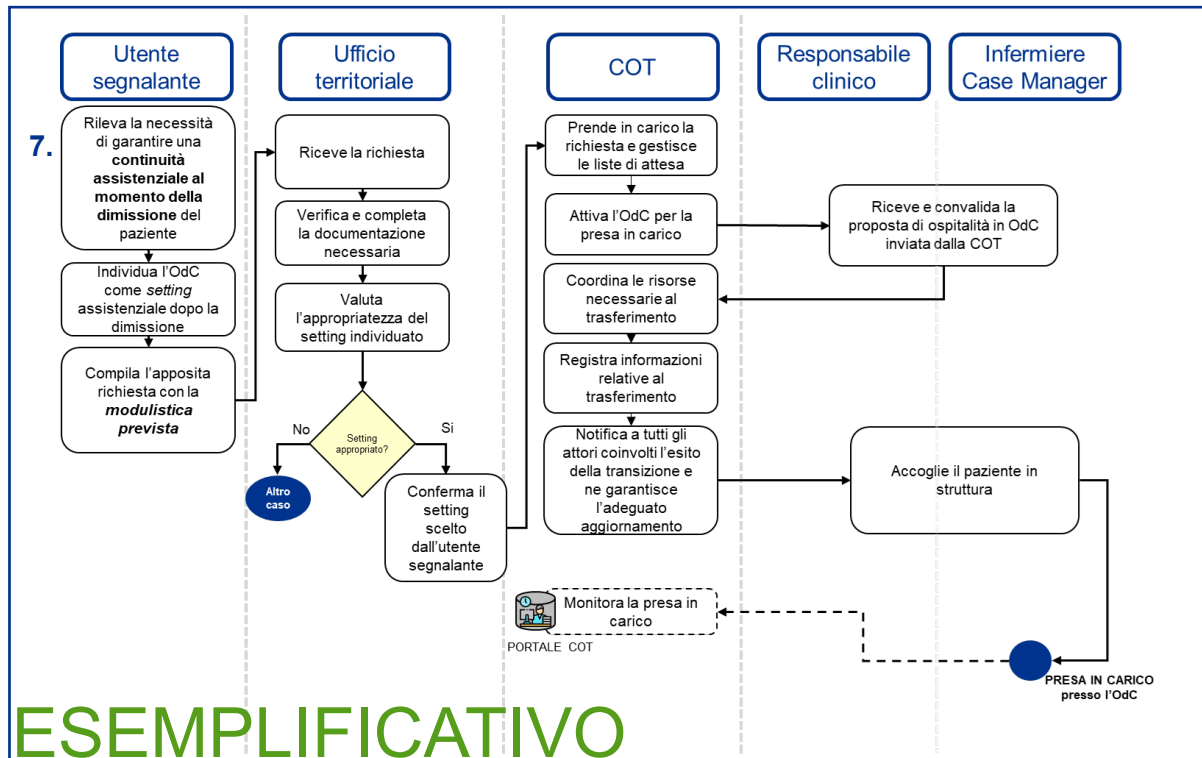 Utente
segnalante
Ufficio
territoriale
COT
Responsabile
clinico
Infermiere
Case Manager
7.
Rileva la necessità
di garantire una
continuità
assistenziale al
momento della
dimissione del
paziente
Individua l’OdC
come setting
assistenziale dopo la
dimissione
Compila l’apposita
richiesta con la
modulistica
prevista
Riceve la richiesta
Verifica e completa
la documentazione
necessaria
Valuta
l’appropriatezza del
setting individuato
Setting
appropriato?
No
Si
Altro
caso
Conferma il
setting
scelto
dall’utente
segnalante
Prende in carico la
richiesta e gestisce
le liste di attesa
Attiva l’OdC per la
presa in carico
Riceve e convalida la
proposta di ospitalità in OdC
inviata dalla COT
Coordina le risorse
necessarie al
trasferimento
Registra informazioni
relative al
trasferimento
Notifica a tutti gli
attori coinvolti l’esito
della transizione e
ne garantisce
l’adeguato
aggiornamento
Accoglie il paziente in
struttura
Monitora la presa in
carico
PORTALE COT
PRESA IN CARICO
presso l’OdC
ESEMPLIFICATIVO